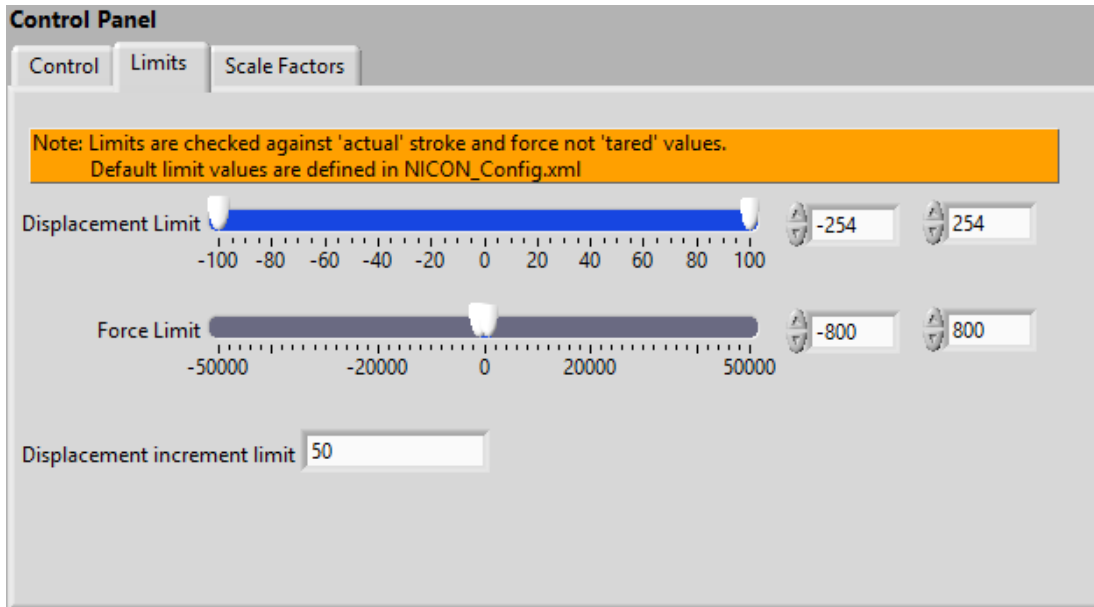 Control Panel
Control Limits Scale Factors
Note: Limits are checked against 'actual' stroke and force not 'tared' values.
Default limit values are defined in NICON_Config.xml
Displacement Limit -254 254
-100 -80 -60 -40 -20 0 20 40 60 80 100
Force Limit -800 800
-50000 -20000 0 20000 50000
Displacement increment limit 50